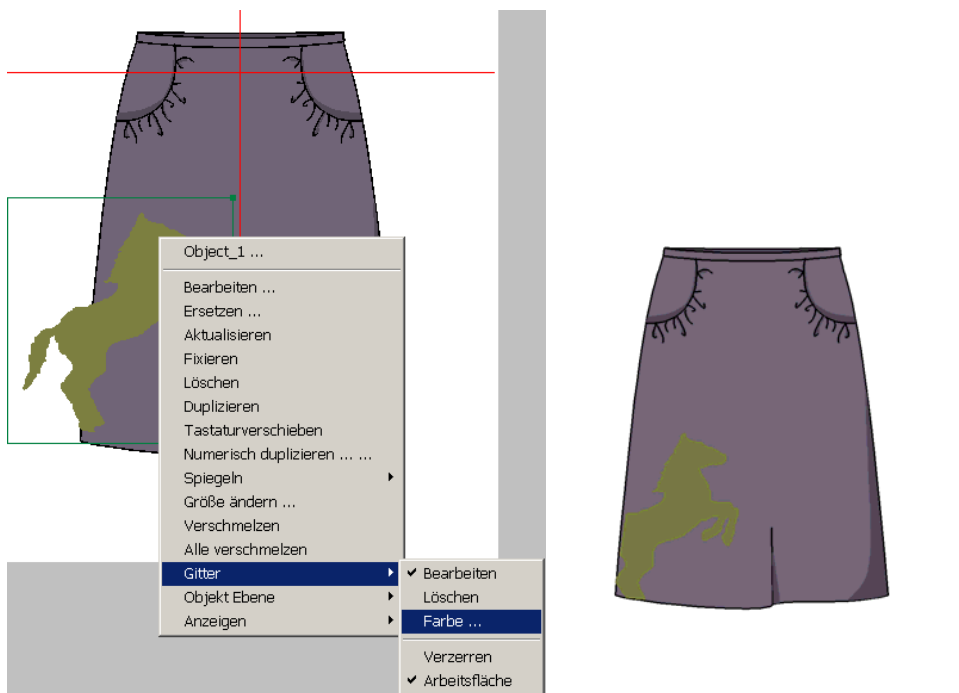 Object_1 ...
Bearbeiten ...
Ersetzen ...
Aktualisieren
Fixieren
Löschen
Duplizieren
Tastaturverschieben
Numerisch duplizieren ... ...
Spiegeln
Größe ändern ...
Verschmelzen
Alle verschmelzen
Gitter
Objekt Ebene
Anzeigen
Bearbeiten
Löschen
Farbe ...
Verzerren
Arbeitsfläche